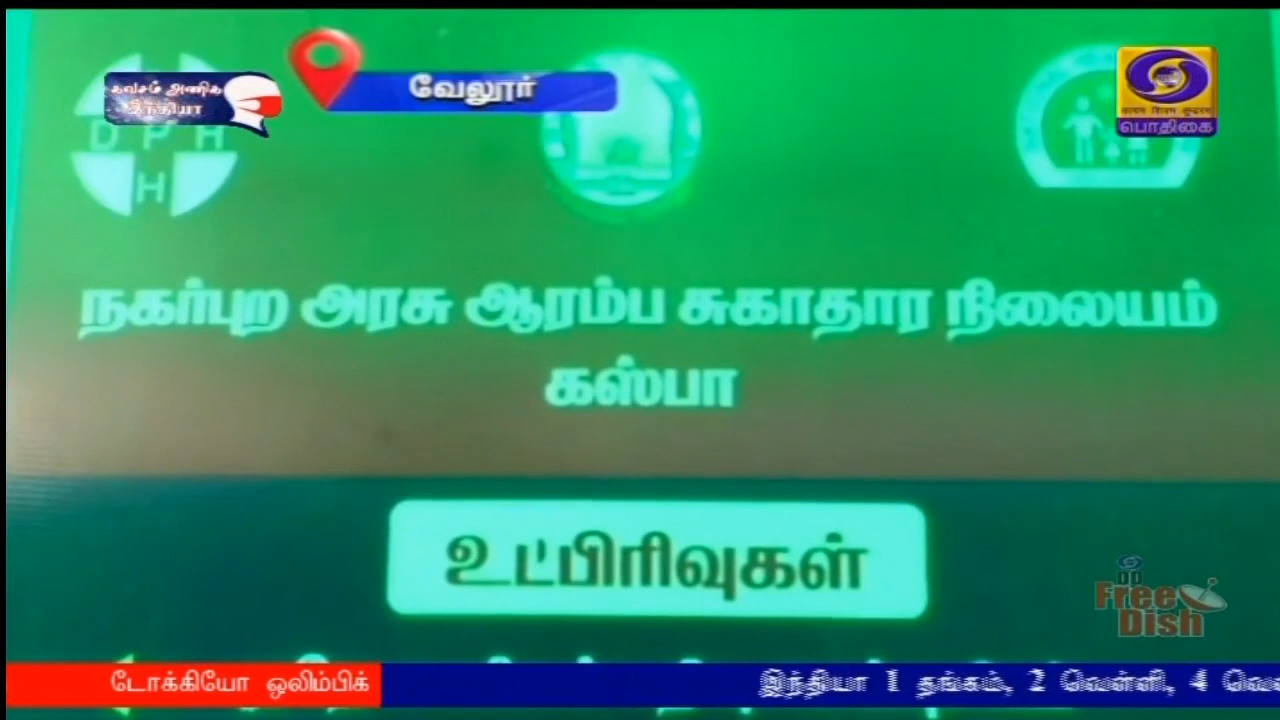 கவசம் அணிக
இந்தியா
வேலூர்
பொதிகை
D P H
H
நகர்புற அரசு ஆரம்ப சுகாதார நிலையம்
கஸ்பா
உட்பிரிவுகள்
DD
Free
Dish
டோக்கியோ ஒலிம்பிக்
இந்தியா 1 தங்கம், 2 வெள்ளி, 4